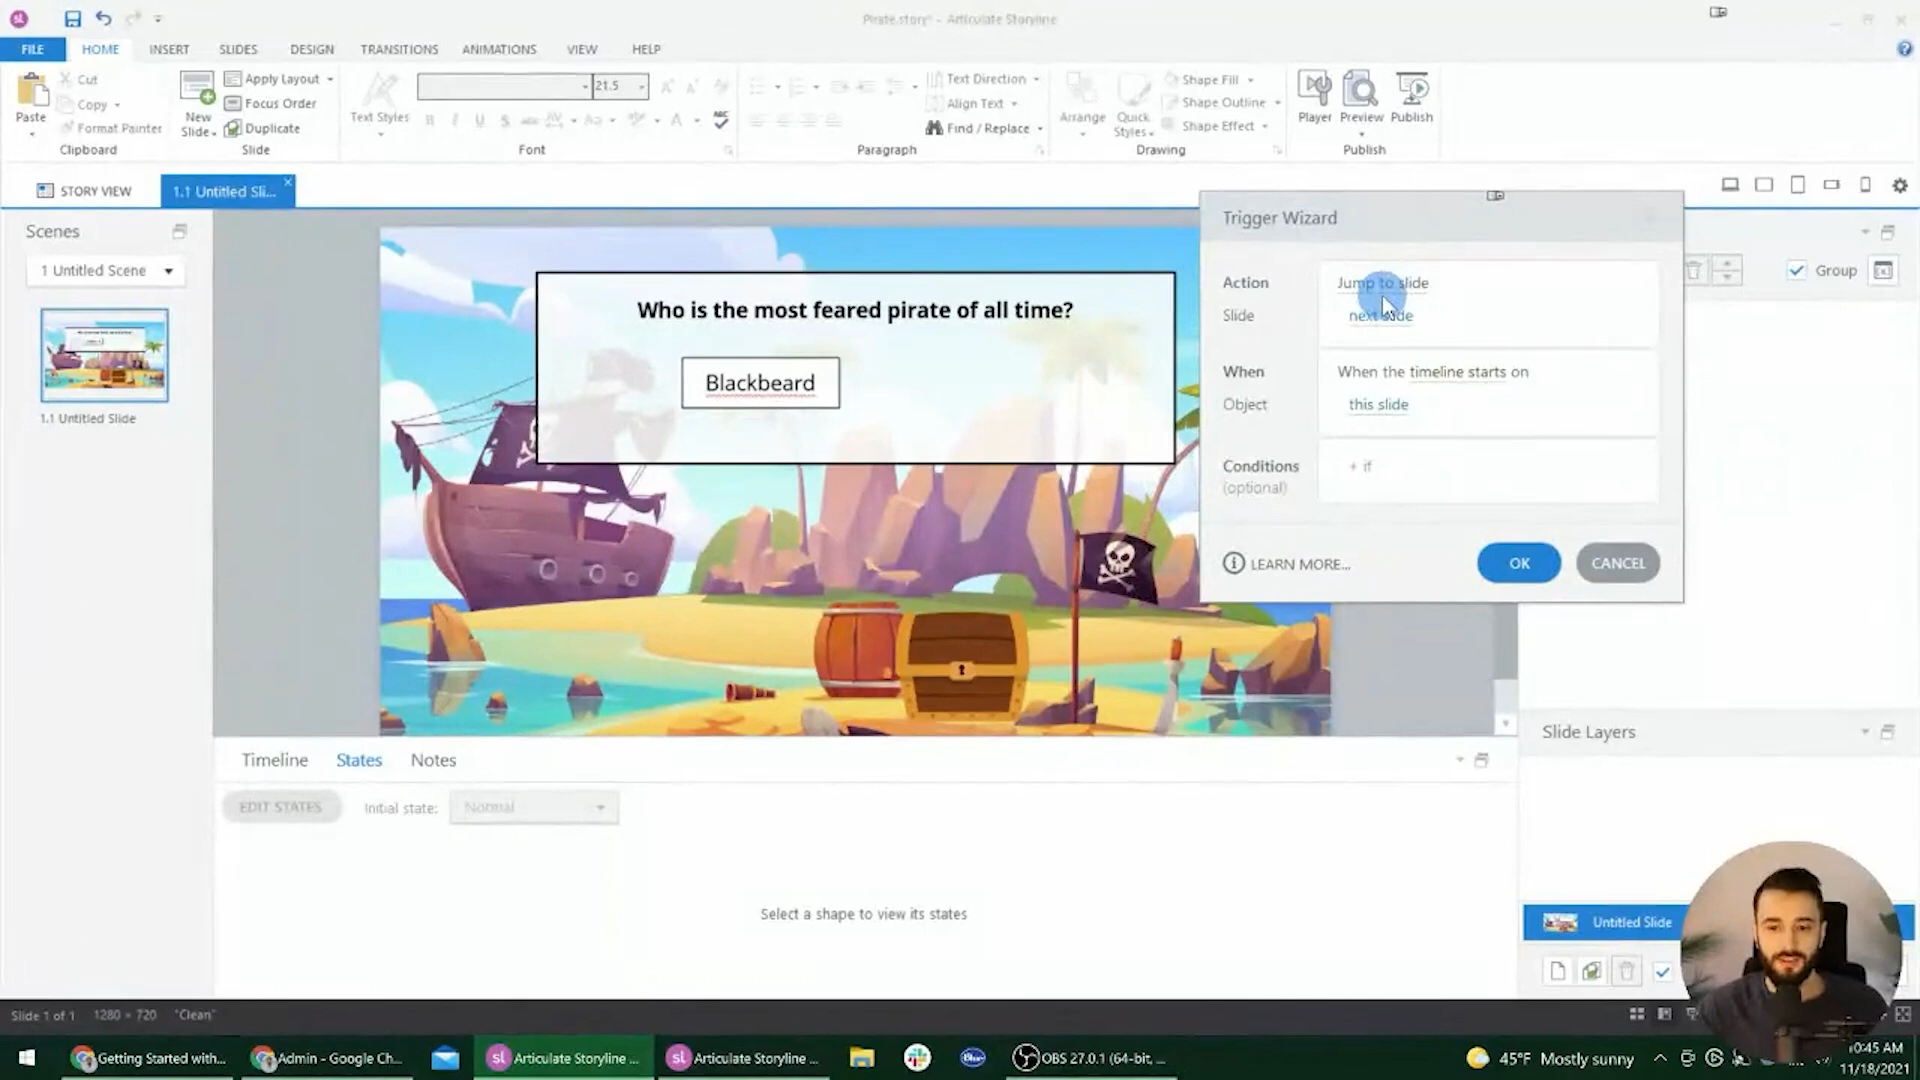 Pirate.story* - Articulate Storyline
FILE
HOME
INSERT
SLIDES
DESIGN
TRANSITIONS
ANIMATIONS
VIEW
HELP
Paste
Cut
Copy
Format Painter
Clipboard
New
Slide
Apply Layout
Focus Order
Duplicate
Slide
Text Styles
21.5
Font
Text Direction
Align Text
Find / Replace
Paragraph
Arrange
Quick
Styles
Shape Fill
Shape Outline
Shape Effect
Drawing
Player
Preview
Publish
Publish
STORY VIEW
1.1 Untitled Sli...
Scenes
1 Untitled Scene
1.1 Untitled Slide
Who is the most feared pirate of all time?
Blackbeard
Trigger Wizard
Action
Jump to slide
Slide
next slide
When
When the timeline starts on
Object
this slide
Conditions
(optional)
+ if
LEARN MORE...
OK
CANCEL
Group
Timeline
States
Notes
EDIT STATES
Initial state:
Normal
Select a shape to view its states
Slide Layers
Untitled Slide
Slide 1 of 1
1280 × 720
"Clean"
Getting Started with...
Admin - Google Ch...
Articulate Storyline ...
Articulate Storyline ...
OBS 27.0.1 (64-bit, ...
45°F Mostly sunny
10:45 AM
11/18/2021